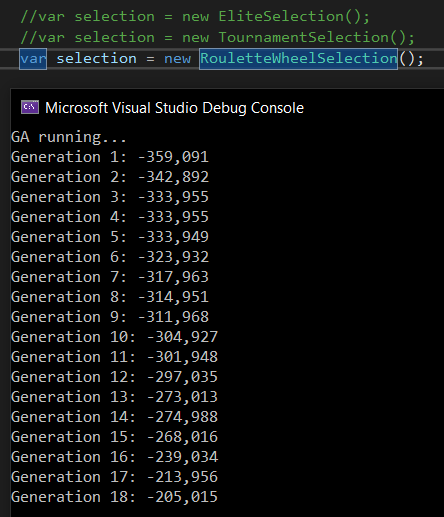 //var selection = new EliteSelection();
//var selection = new TournamentSelection();
var selection = new RouletteWheelSelection();
C:\ Microsoft Visual Studio Debug Console
GA running...
Generation 1: -359,091
Generation 2: -342,892
Generation 3: -333,955
Generation 4: -333,955
Generation 5: -333,949
Generation 6: -323,932
Generation 7: -317,963
Generation 8: -314,951
Generation 9: -311,968
Generation 10: -304,927
Generation 11: -301,948
Generation 12: -297,035
Generation 13: -273,013
Generation 14: -274,988
Generation 15: -268,016
Generation 16: -239,034
Generation 17: -213,956
Generation 18: -205,015